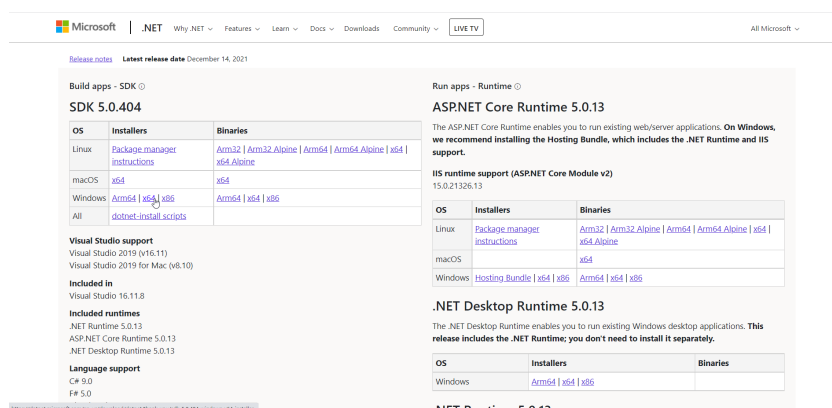 Microsoft .NET Why .NET Features Learn Docs Downloads Community LIVE TV All Microsoft
Release notes Latest release date December 14, 2021
Build apps - SDK
SDK 5.0.404
OS Installers Binaries
Linux Package manager instructions Arm32 | Arm32 Alpine | Arm64 | Arm64 Alpine | x64 | x64 Alpine
macOS x64 x64
Windows Arm64 | x64 | x86 Arm64 | x64 | x86
All dotnet-install scripts
Visual Studio support
Visual Studio 2019 (v16.11)
Visual Studio 2019 for Mac (v8.10)
Included in
Visual Studio 16.11.8
Included runtimes
.NET Runtime 5.0.13
ASP.NET Core Runtime 5.0.13
.NET Desktop Runtime 5.0.13
Language support
C# 9.0
F# 5.0
Run apps - Runtime
ASP.NET Core Runtime 5.0.13
The ASP.NET Core Runtime enables you to run existing web/server applications. On Windows,
we recommend installing the Hosting Bundle, which includes the .NET Runtime and IIS
support.
IIS runtime support (ASP.NET Core Module v2)
15.0.21326.13
OS Installers Binaries
Linux Package manager instructions Arm32 | Arm32 Alpine | Arm64 | Arm64 Alpine | x64 | x64 Alpine
macOS x64
Windows Hosting Bundle | x64 | x86 Arm64 | x64 | x86
.NET Desktop Runtime 5.0.13
The .NET Desktop Runtime enables you to run existing Windows desktop applications. This
release includes the .NET Runtime; you don't need to install it separately.
OS Installers Binaries
Windows Arm64 | x64 | x86
.NET Runtime 5.0.13